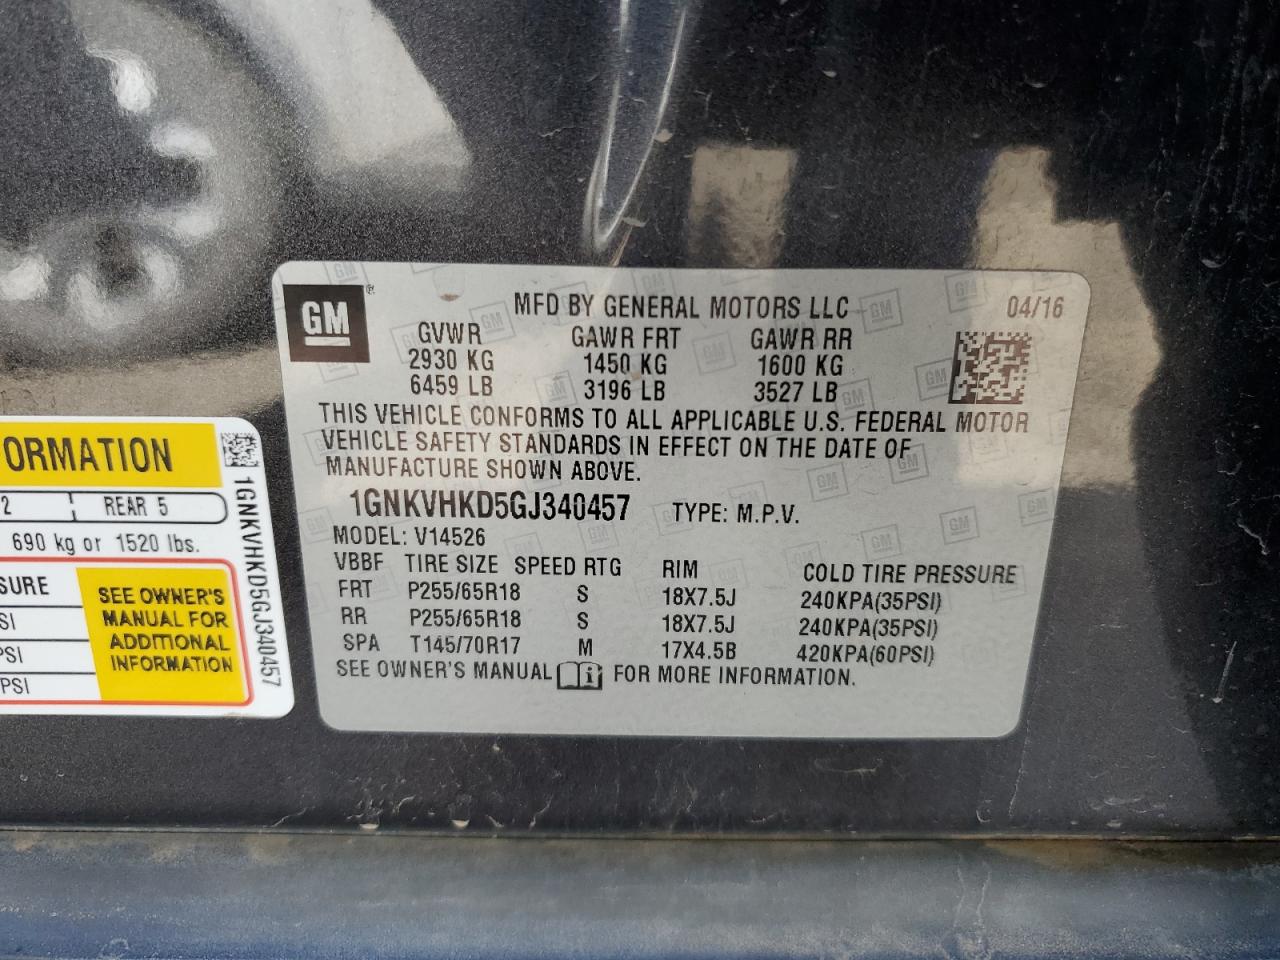 GM
MFD BY GENERAL MOTORS LLC 04/16
GVWR GAWR FRT GAWR RR
2930 KG 1450 KG 1600 KG
6459 LB 3196 LB 3527 LB
THIS VEHICLE CONFORMS TO ALL APPLICABLE U.S. FEDERAL MOTOR
VEHICLE SAFETY STANDARDS IN EFFECT ON THE DATE OF
MANUFACTURE SHOWN ABOVE.
1GNKVHKD5GJ340457 TYPE: M.P.V.
MODEL: V14526
VBBF TIRE SIZE SPEED RTG RIM COLD TIRE PRESSURE
FRT P255/65R18 S 18X7.5J 240KPA(35PSI)
RR P255/65R18 S 18X7.5J 240KPA(35PSI)
SPA T145/70R17 M 17X4.5B 420KPA(60PSI)
SEE OWNER'S MANUAL FOR MORE INFORMATION.
ORMATION
2 REAR 5
690 kg or 1520 lbs.
SURE
SI
PSI
PSI
SEE OWNER'S
MANUAL FOR
ADDITIONAL
INFORMATION
1GNKVHKD5GJ340457